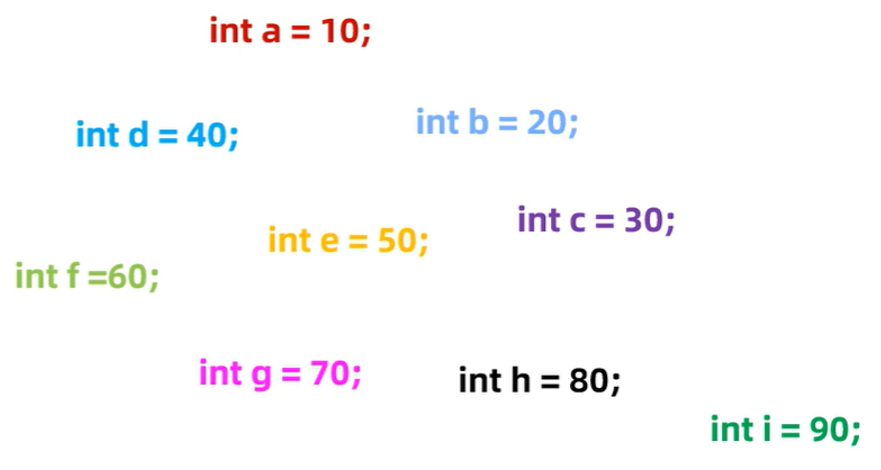 int a = 10;
int d = 40;
int b = 20;
int c = 30;
int e = 50;
int f =60;
int g = 70;
int h = 80;
int i = 90;